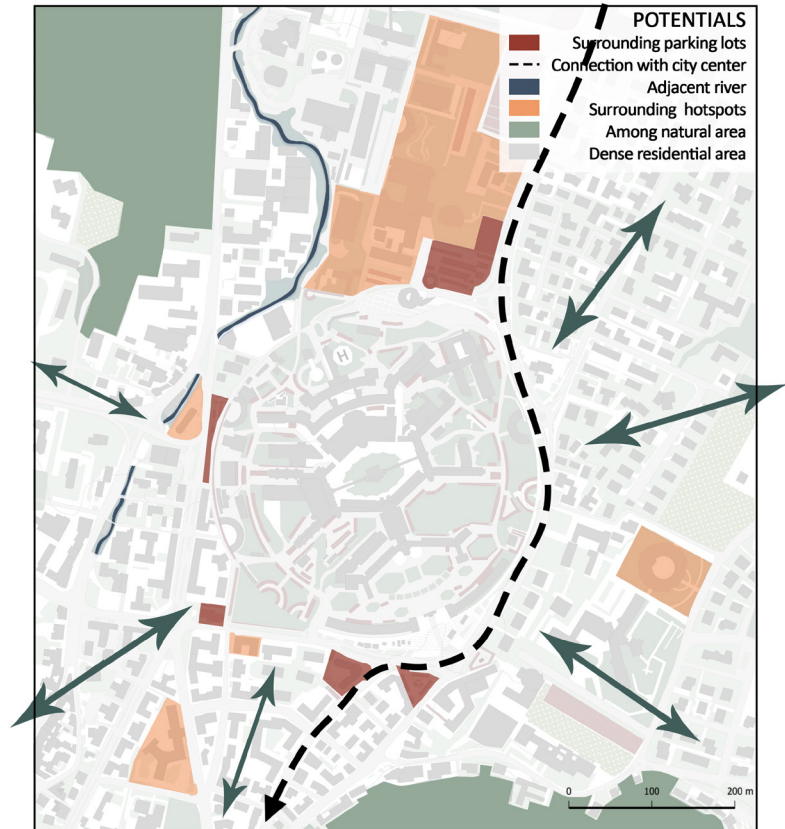 POTENTIALS
Surrounding parking lots
Connection with city center
Adjacent river
Surrounding hotspots
Among natural area
Dense residential area
H
0 100 200 m